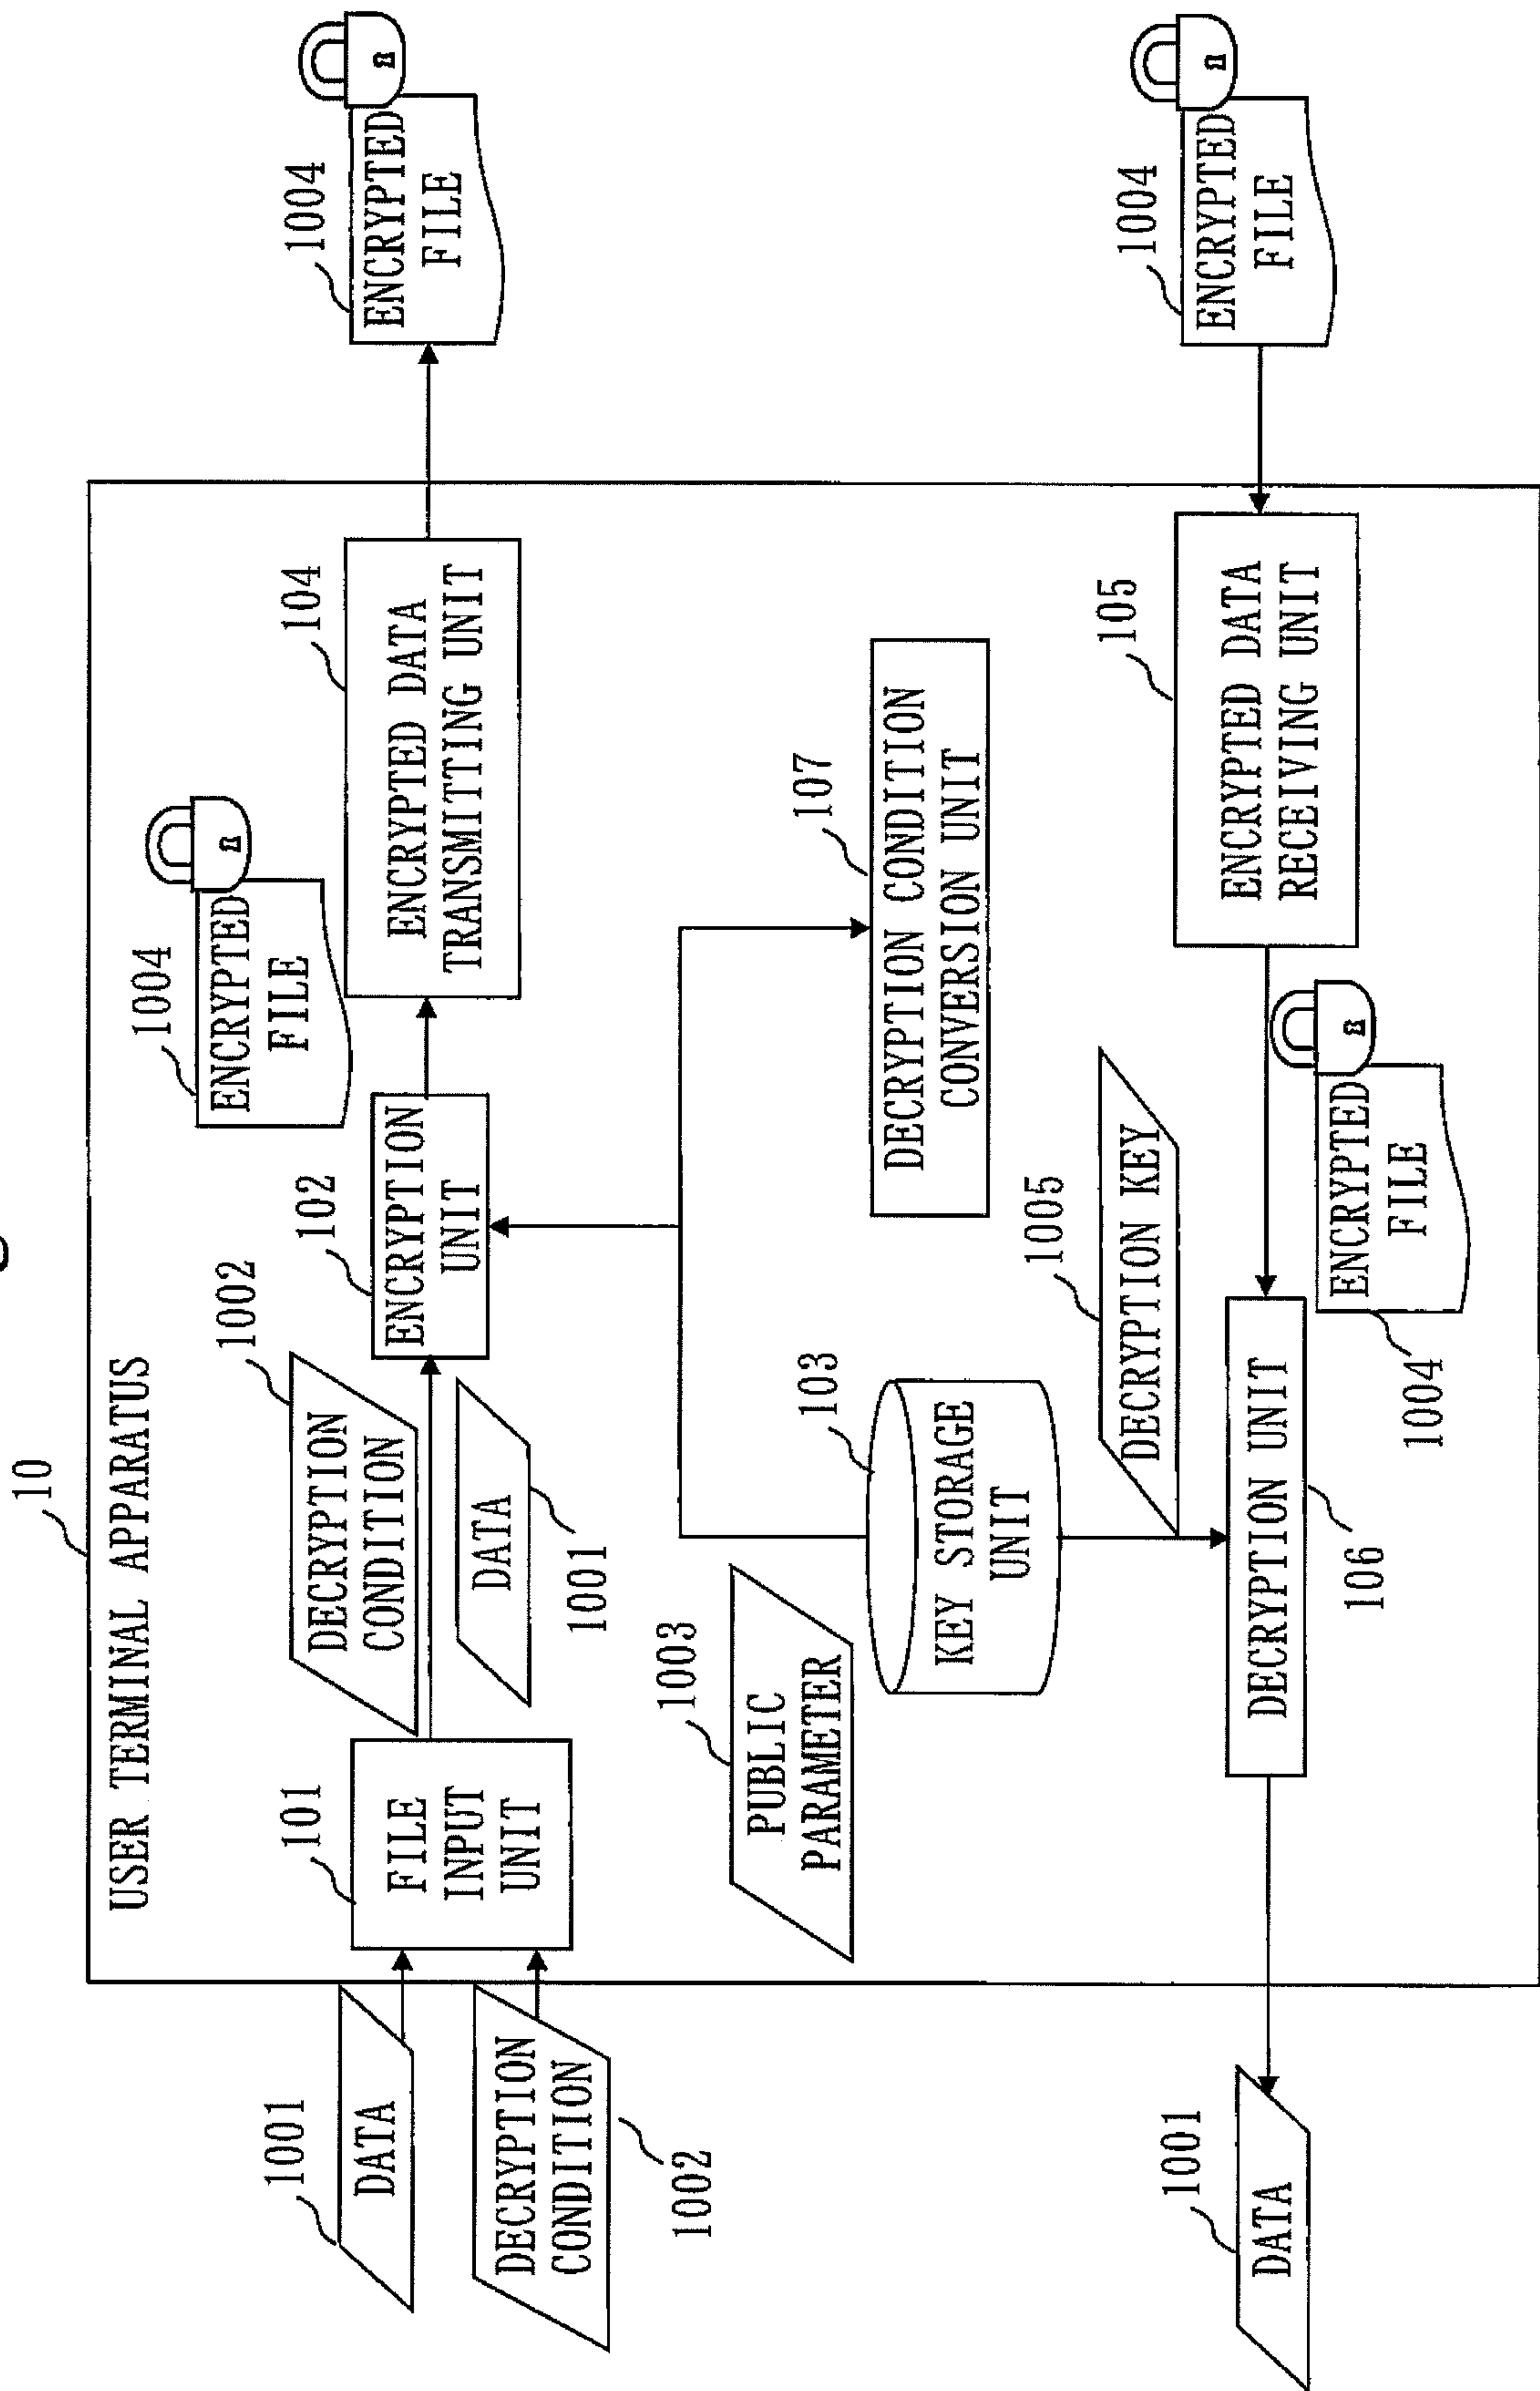 10
USER TERMINAL APPARATUS
1001
DATA
DECRYPTION
CONDITION
1002
101
FILE
INPUT
UNIT
1002
DECRYPTION
CONDITION
DATA
1001
102
ENCRYPTION
UNIT
1004
ENCRYPTED
FILE
104
ENCRYPTED DATA
TRANSMITTING UNIT
1004
ENCRYPTED
FILE
1003
PUBLIC
PARAMETER
103
KEY STORAGE
UNIT
107
DECRYPTION CONDITION
CONVERSION UNIT
1005
DECRYPTION KEY
1001
DATA
DECRYPTION UNIT
106
ENCRYPTED
FILE
1004
105
ENCRYPTED DATA
RECEIVING UNIT
1004
ENCRYPTED
FILE